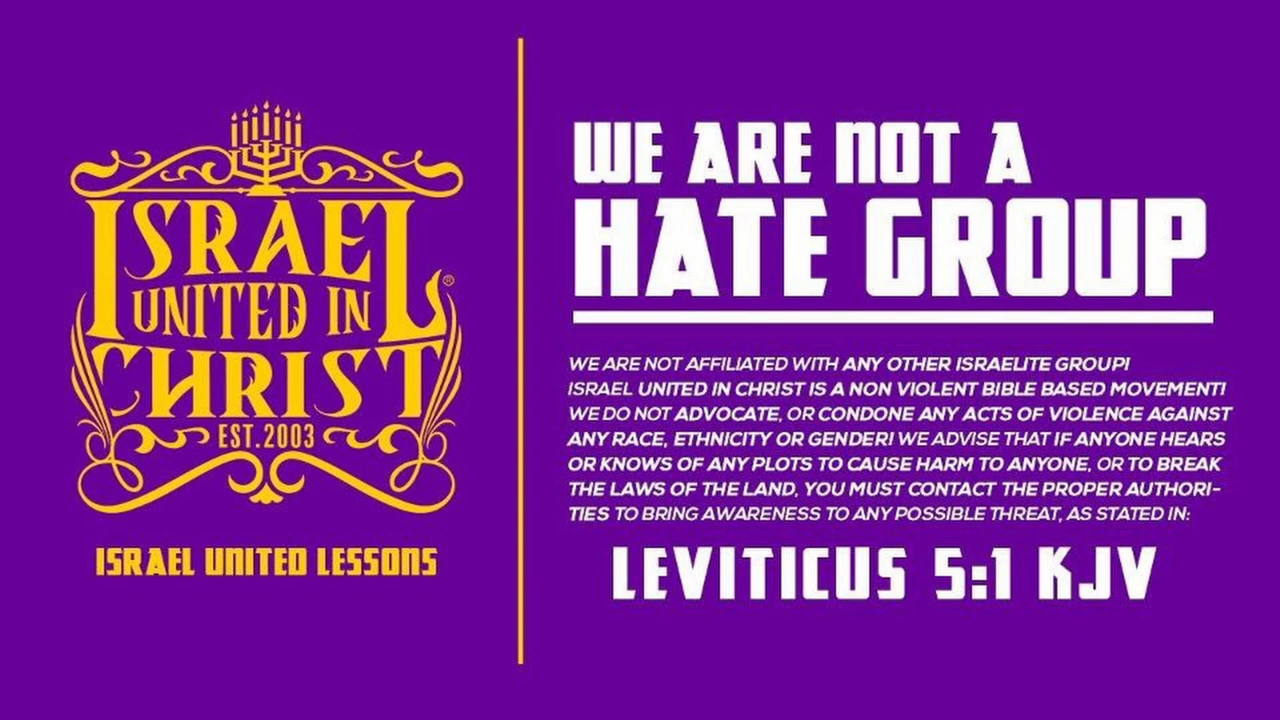 ISRAEL
UNITED IN
CHRIST
EST.2003
ISRAEL UNITED LESSONS
WE ARE NOT A
HATE GROUP
WE ARE NOT AFFILIATED WITH ANY OTHER ISRAELITE GROUP!
ISRAEL UNITED IN CHRIST IS A NON VIOLENT BIBLE BASED MOVEMENT!
WE DO NOT ADVOCATE, OR CONDONE ANY ACTS OF VIOLENCE AGAINST
ANY RACE, ETHNICITY OR GENDER! WE ADVISE THAT IF ANYONE HEARS
OR KNOWS OF ANY PLOTS TO CAUSE HARM TO ANYONE, OR TO BREAK
THE LAWS OF THE LAND, YOU MUST CONTACT THE PROPER AUTHORI-
TIES TO BRING AWARENESS TO ANY POSSIBLE THREAT, AS STATED IN:
LEVITICUS 5:1 KJV